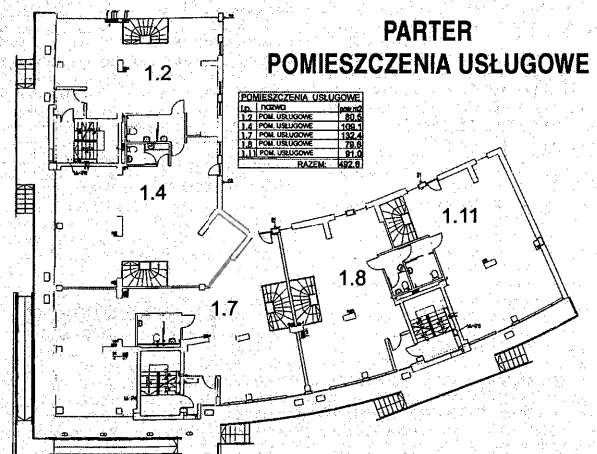 PARTER
POMIESZCZENIA USŁUGOWE
POMIESZCZENIA USŁUGOWE
Lp. nazwa pow. m2
1.2 POM. USŁUGOWE 80,5
1.4 POM. USŁUGOWE 109,1
1.7 POM. USŁUGOWE 132,4
1.8 POM. USŁUGOWE 79,6
1.11 POM. USŁUGOWE 91,0
RAZEM: 492,6
1.2
1.4
1.7
1.8
1.11